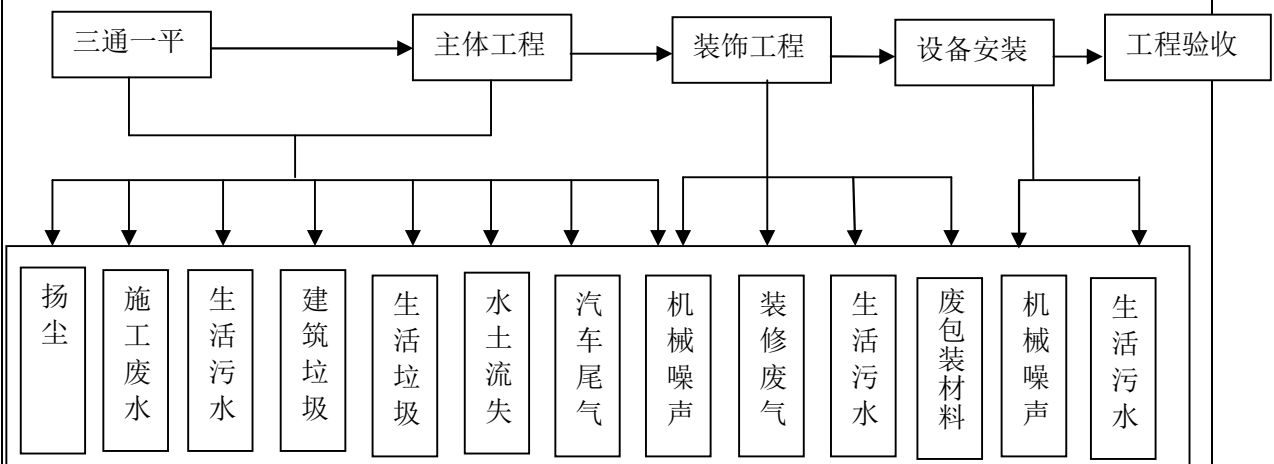 三通一平
主体工程
装饰工程
设备安装
工程验收
扬尘
施工废水
生活污水
建筑垃圾
生活垃圾
水土流失
汽车尾气
机械噪声
装修废气
生活污水
废包装材料
机械噪声
生活污水